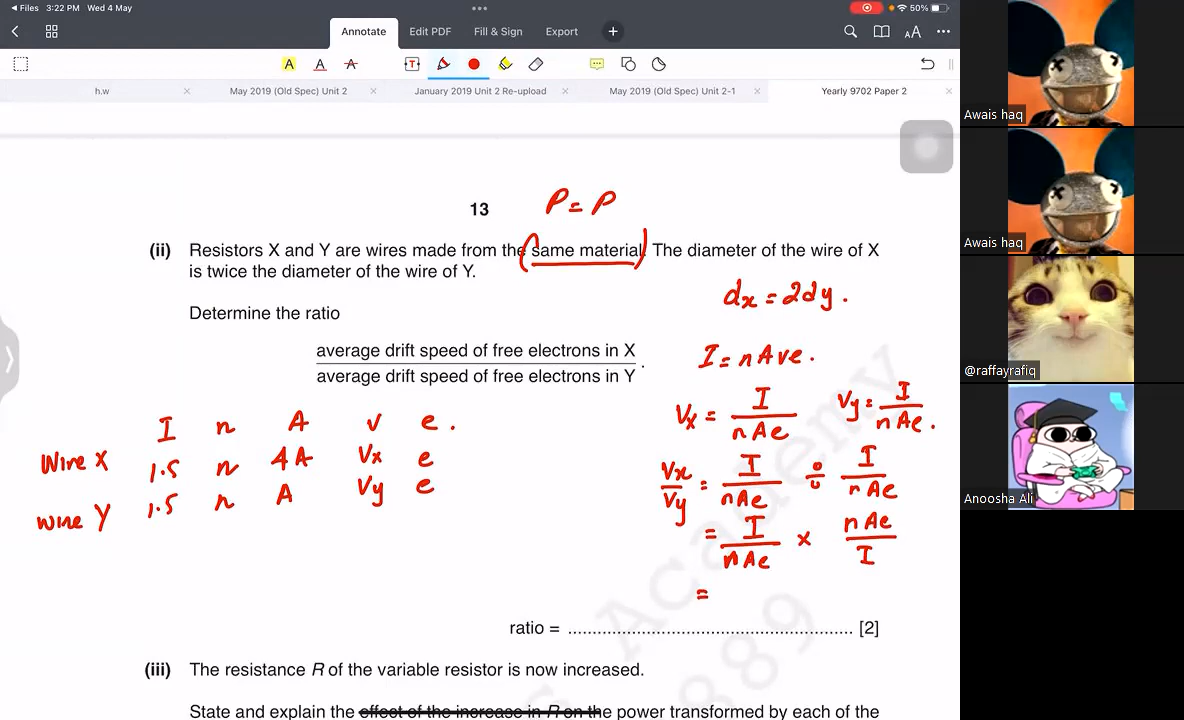 Files 3:22 PM Wed 4 May 50%
Annotate Edit PDF Fill & Sign Export
A A A T AA
h.w May 2019 (Old Spec) Unit 2 January 2019 Unit 2 Re-upload May 2019 (Old Spec) Unit 2-1 Yearly 9702 Paper 2
13 ρ = ρ
(ii) Resistors X and Y are wires made from the (same material) The diameter of the wire of X
is twice the diameter of the wire of Y.
dx = 2dy.
Determine the ratio
average drift speed of free electrons in X
average drift speed of free electrons in Y .
I = nAve.
Vx = I / nAe Vy = I / nAe.
I n A v e.
Wire X 1.5 n 4A Vx e
Wire Y 1.5 n A Vy e
Vx / Vy = I / nAe ÷ I / nAe
= I / nAe × nAe / I
=
ratio = ........................................................ [2]
(iii) The resistance R of the variable resistor is now increased.
State and explain the effect of the increase in R on the power transformed by each of the
Academy
889
Awais haq
Awais haq
@raffayrafiq
Anoosha Ali